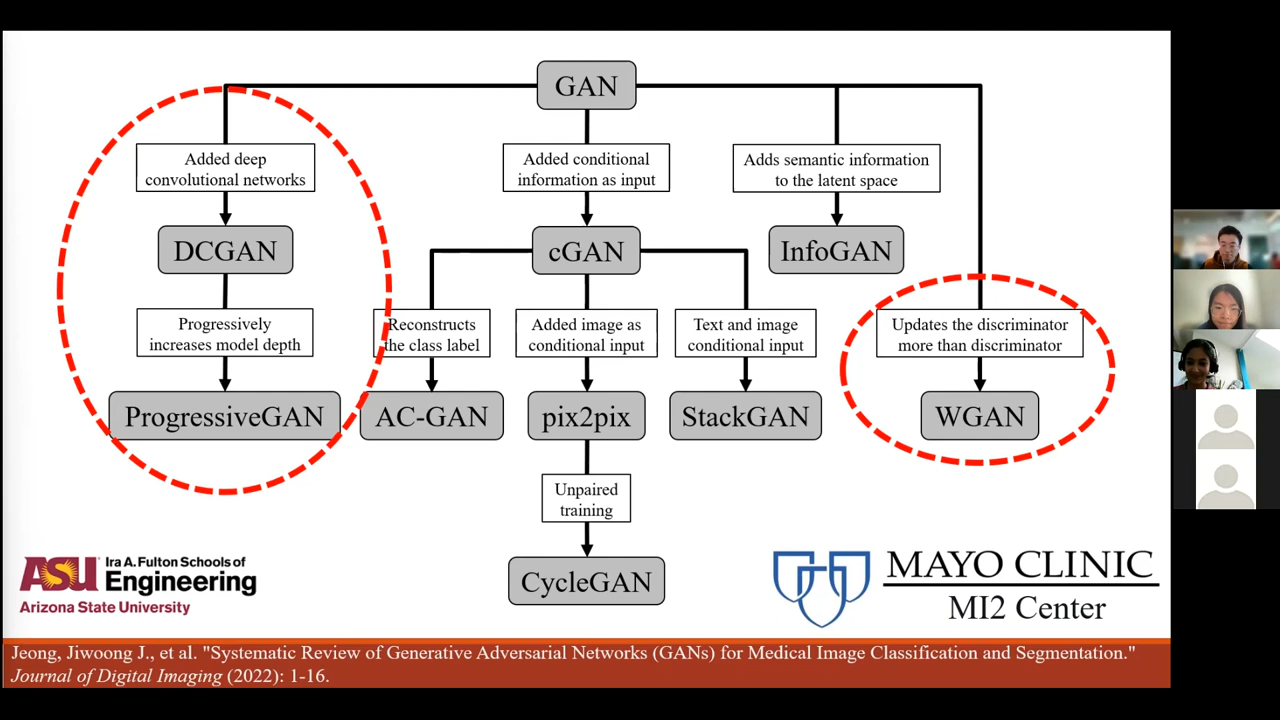 GAN
Added deep
convolutional networks
Added conditional
information as input
Adds semantic information
to the latent space
DCGAN
cGAN
InfoGAN
Progressively
increases model depth
Reconstructs
the class label
Added image as
conditional input
Text and image
conditional input
Updates the discriminator
more than discriminator
ProgressiveGAN
AC-GAN
pix2pix
StackGAN
WGAN
Unpaired
training
CycleGAN
ASU Ira A. Fulton Schools of
Engineering
Arizona State University
MAYO CLINIC
MI2 Center
Jeong, Jiwoong J., et al. "Systematic Review of Generative Adversarial Networks (GANs) for Medical Image Classification and Segmentation."
Journal of Digital Imaging (2022): 1-16.